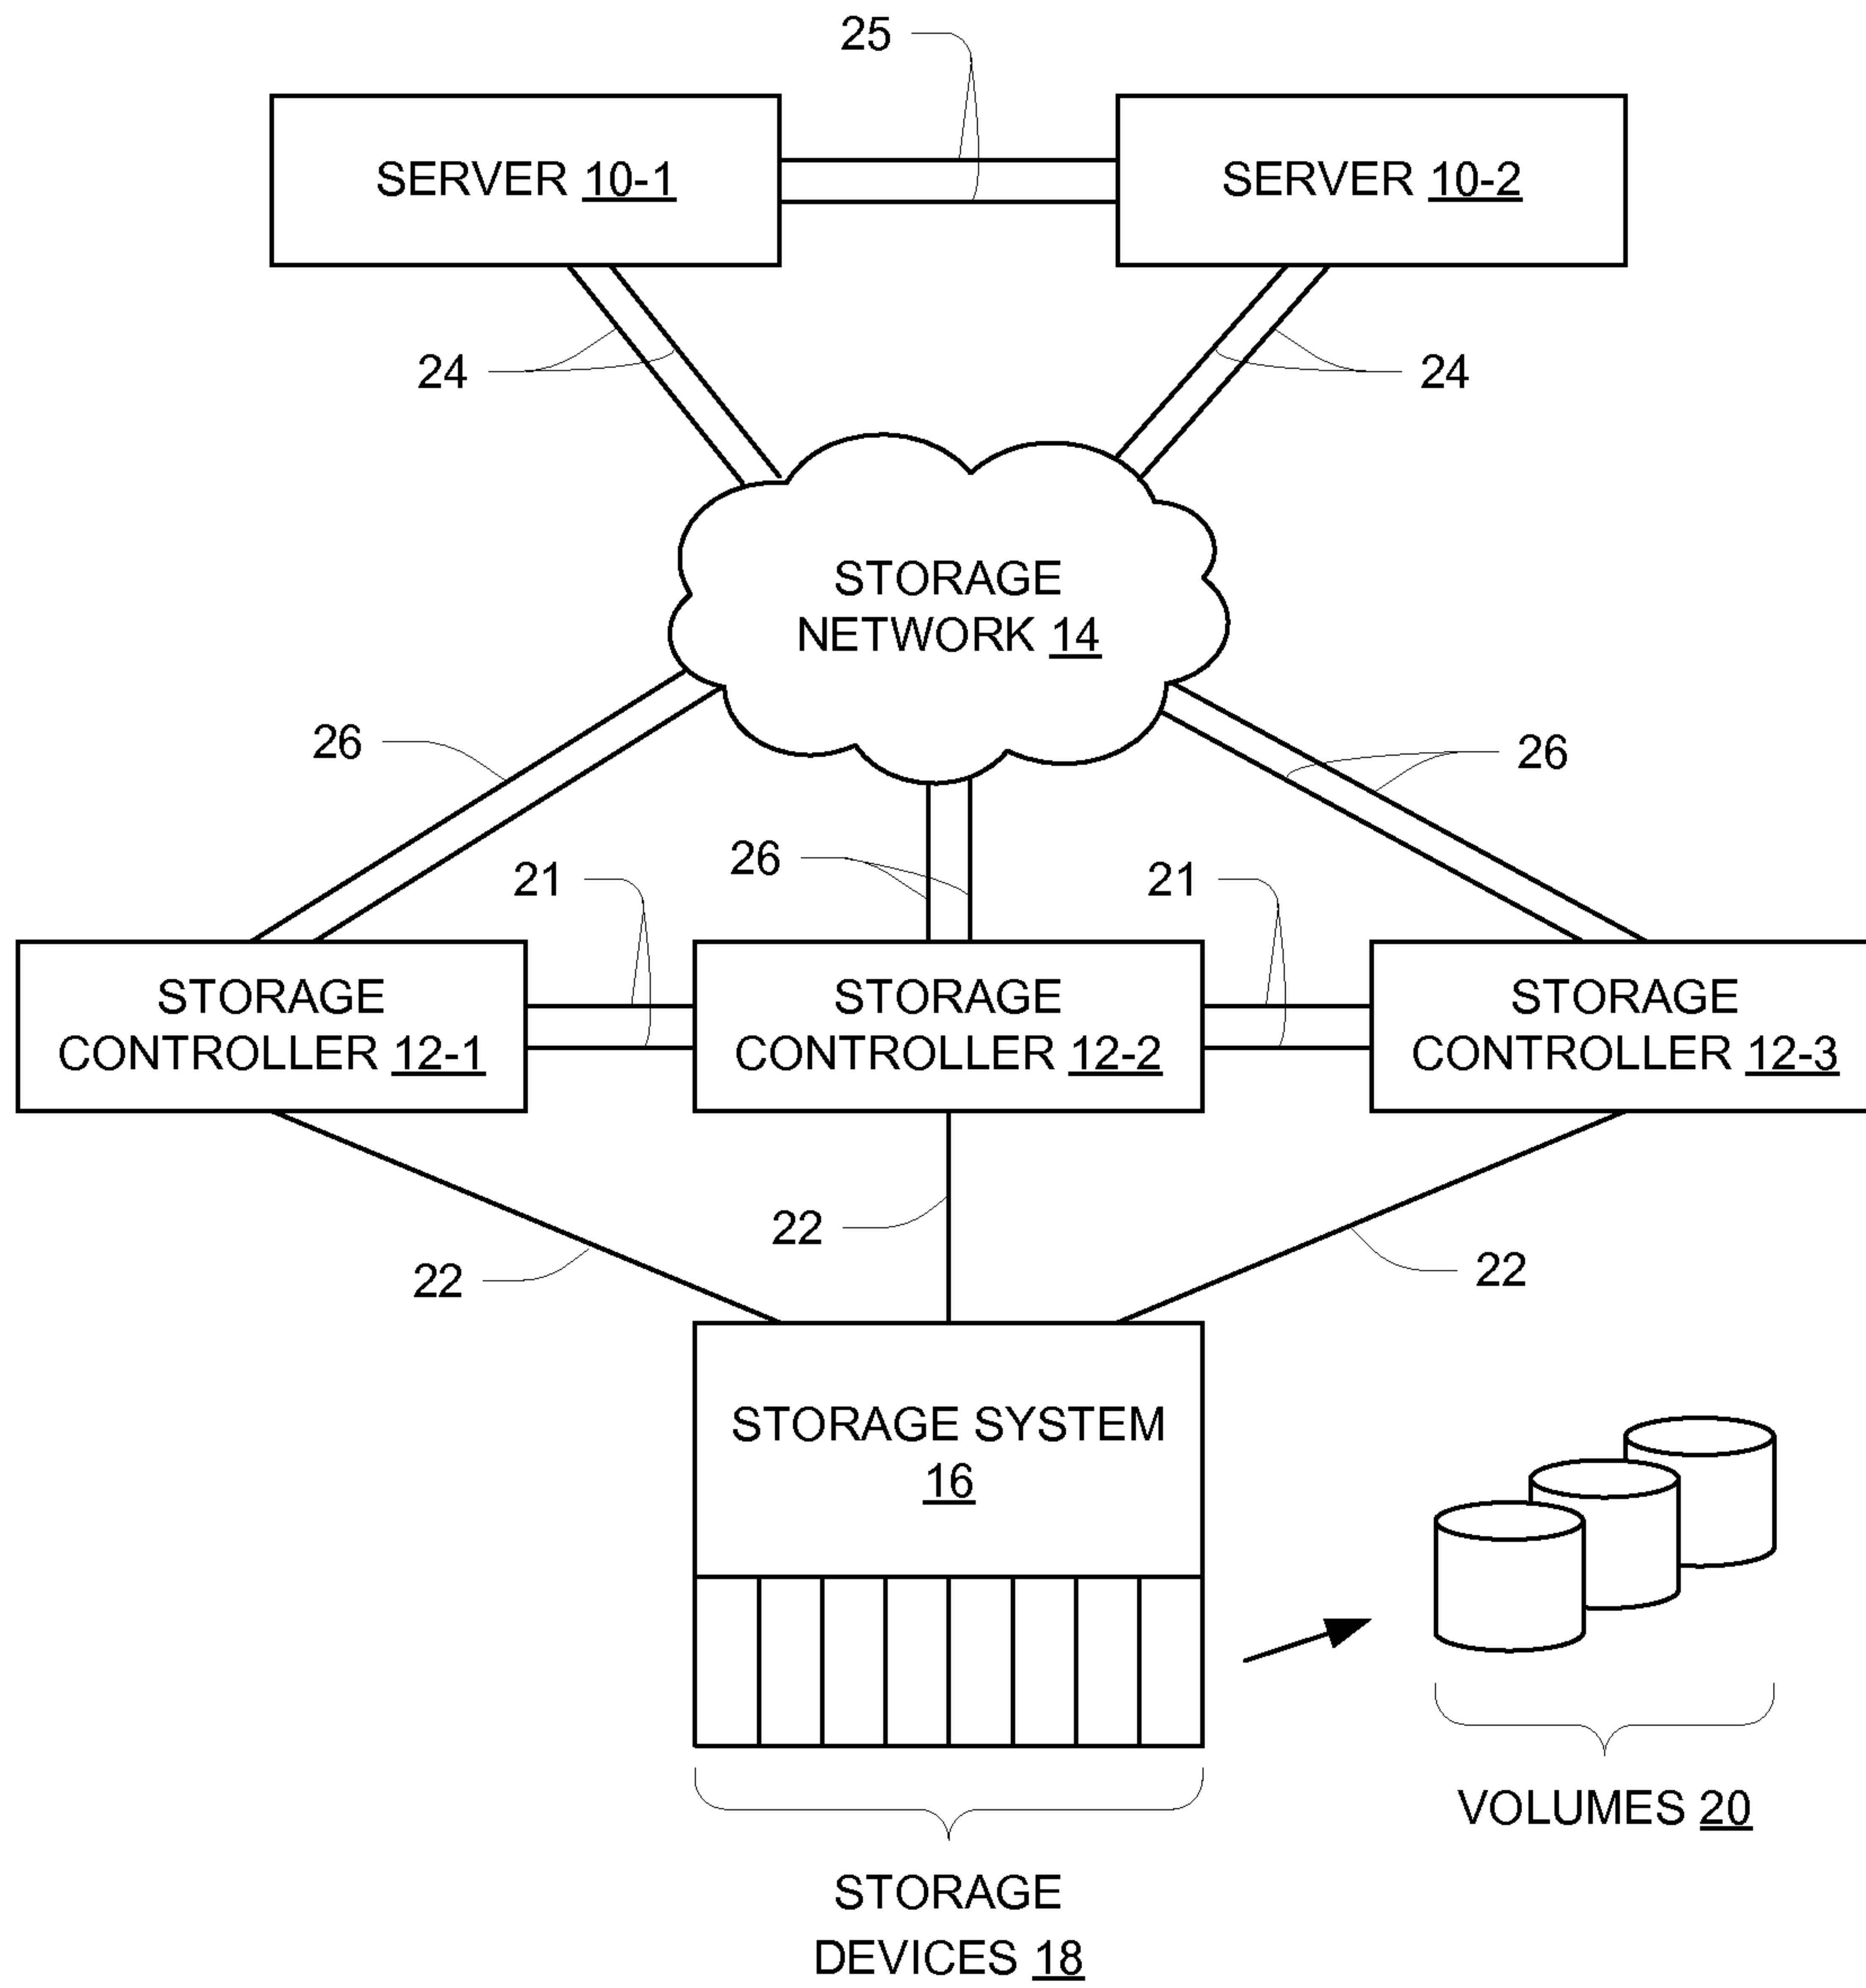 25
SERVER 10-1
SERVER 10-2
24
24
STORAGE
NETWORK 14
26
26
26
21
21
STORAGE
CONTROLLER 12-1
STORAGE
CONTROLLER 12-2
STORAGE
CONTROLLER 12-3
22
22
22
STORAGE SYSTEM
16
VOLUMES 20
STORAGE
DEVICES 18